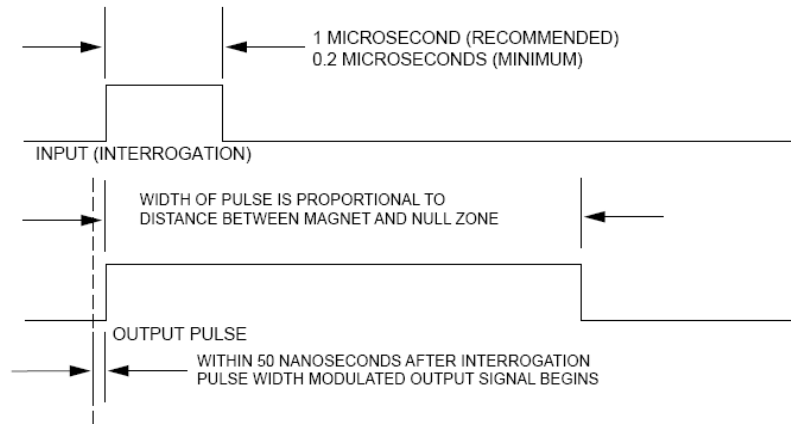 1 MICROSECOND (RECOMMENDED)
0.2 MICROSECONDS (MINIMUM)
INPUT (INTERROGATION)
WIDTH OF PULSE IS PROPORTIONAL TO
DISTANCE BETWEEN MAGNET AND NULL ZONE
OUTPUT PULSE
WITHIN 50 NANOSECONDS AFTER INTERROGATION
PULSE WIDTH MODULATED OUTPUT SIGNAL BEGINS